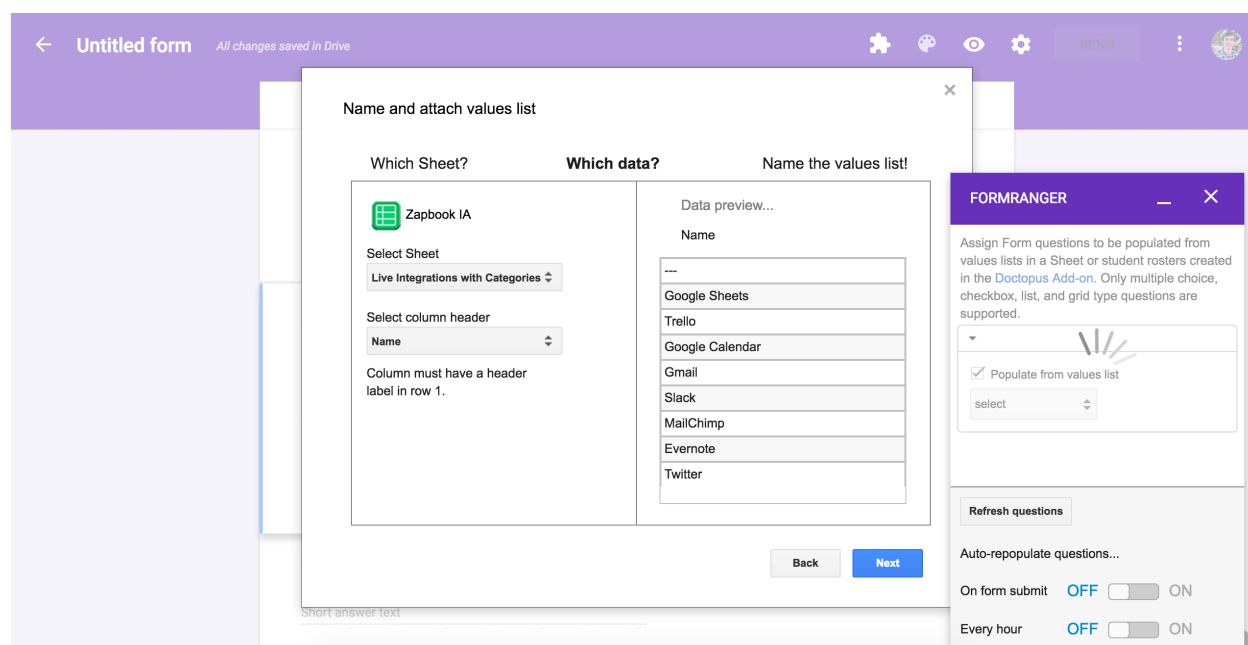 Untitled form
All changes saved in Drive
SEND
Name and attach values list
×
Which Sheet?
Which data?
Name the values list!
Zapbook IA
Select Sheet
Live Integrations with Categories
Select column header
Name
Column must have a header
label in row 1.
Data preview...
Name
---
Google Sheets
Trello
Google Calendar
Gmail
Slack
MailChimp
Evernote
Twitter
Back
Next
Short answer text
FORMRANGER
Assign Form questions to be populated from
values lists in a Sheet or student rosters created
in the Doctopus Add-on. Only multiple choice,
checkbox, list, and grid type questions are
supported.
Populate from values list
select
Refresh questions
Auto-repopulate questions...
On form submit OFF ON
Every hour OFF ON